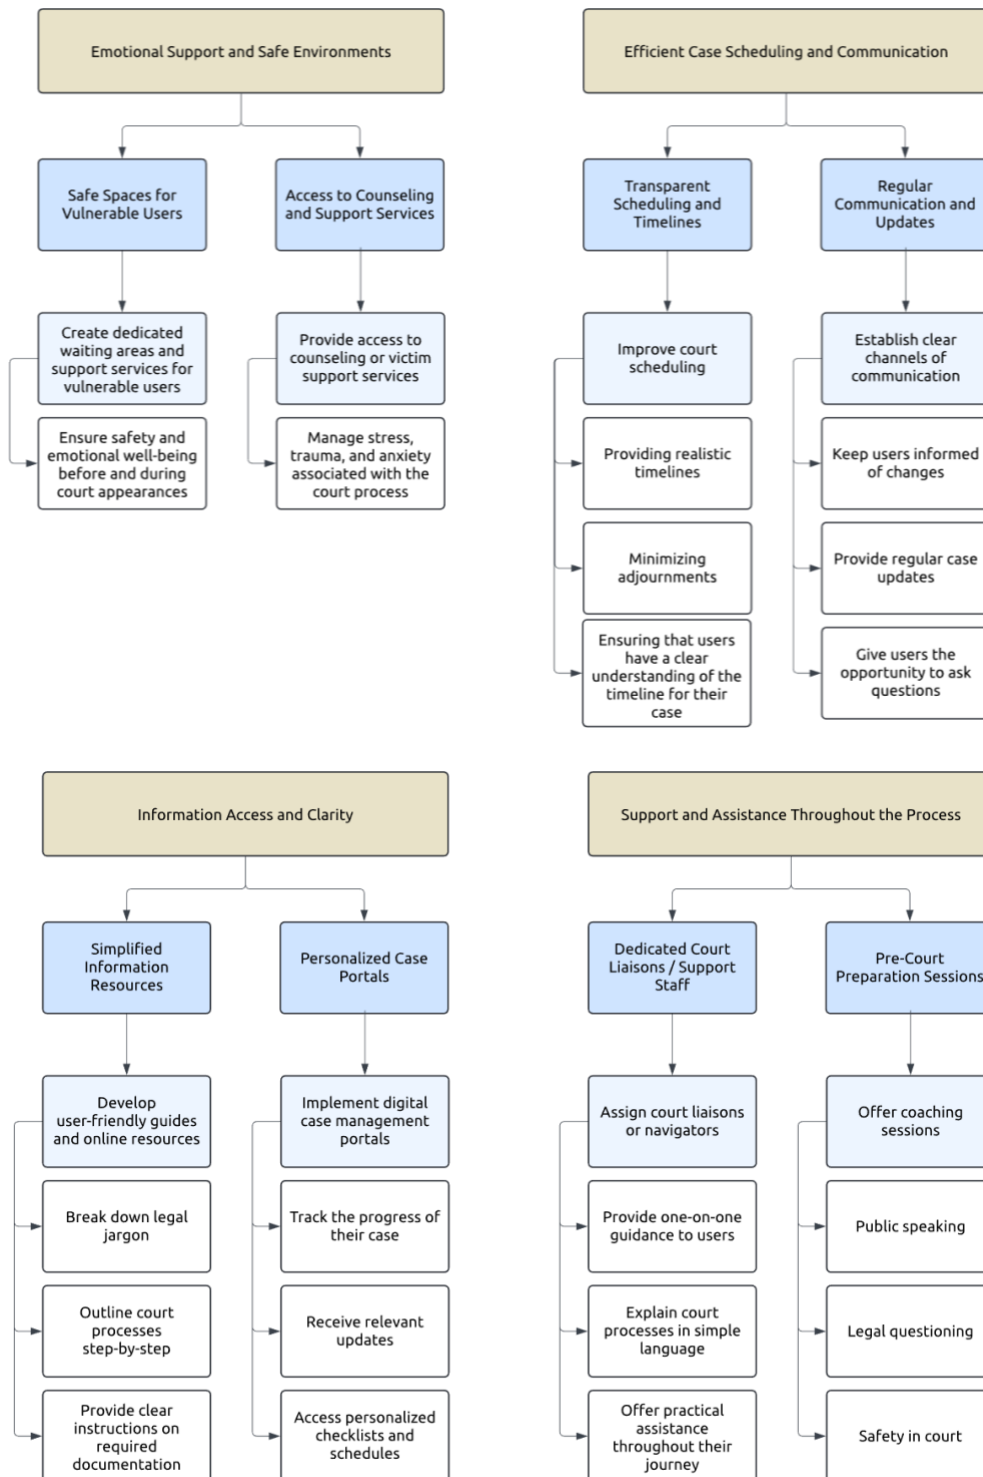 Emotional Support and Safe Environments
Safe Spaces for
Vulnerable Users
Access to Counseling
and Support Services
Create dedicated
waiting areas and
support services for
vulnerable users
Provide access to
counseling or victim
support services
Ensure safety and
emotional well-being
before and during
court appearances
Manage stress,
trauma, and anxiety
associated with the
court process
Efficient Case Scheduling and Communication
Transparent
Scheduling and
Timelines
Regular
Communication and
Updates
Improve court
scheduling
Establish clear
channels of
communication
Providing realistic
timelines
Keep users informed
of changes
Minimizing
adjournments
Provide regular case
updates
Ensuring that users
have a clear
understanding of the
timeline for their
case
Give users the
opportunity to ask
questions
Information Access and Clarity
Simplified
Information
Resources
Personalized Case
Portals
Develop
user-friendly guides
and online resources
Implement digital
case management
portals
Break down legal
jargon
Track the progress of
their case
Outline court
processes
step-by-step
Receive relevant
updates
Provide clear
instructions on
required
documentation
Access personalized
checklists and
schedules
Support and Assistance Throughout the Process
Dedicated Court
Liaisons / Support
Staff
Pre-Court
Preparation Sessions
Assign court liaisons
or navigators
Offer coaching
sessions
Provide one-on-one
guidance to users
Public speaking
Explain court
processes in simple
language
Legal questioning
Offer practical
assistance
throughout their
journey
Safety in court